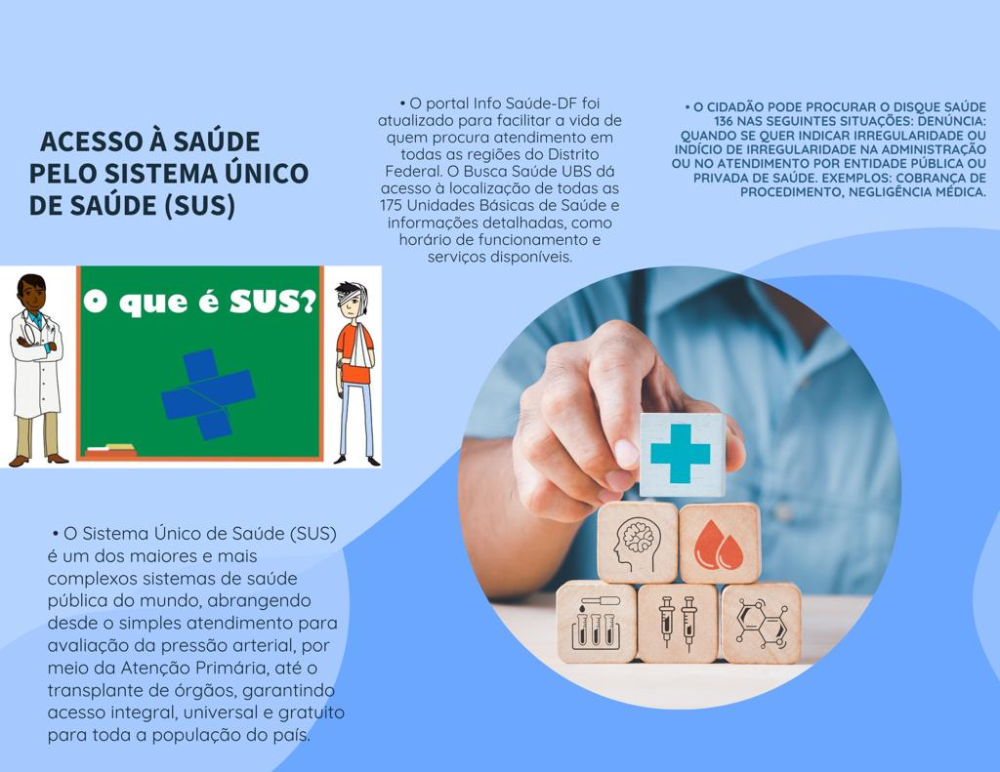 ACESSO À SAÚDE
PELO SISTEMA ÚNICO
DE SAÚDE (SUS)
O que é SUS?
• O Sistema Único de Saúde (SUS)
é um dos maiores e mais
complexos sistemas de saúde
pública do mundo, abrangendo
desde o simples atendimento para
avaliação da pressão arterial, por
meio da Atenção Primária, até o
transplante de órgãos, garantindo
acesso integral, universal e gratuito
para toda a população do país.
• O portal Info Saúde-DF foi
atualizado para facilitar a vida de
quem procura atendimento em
todas as regiões do Distrito
Federal. O Busca Saúde UBS dá
acesso à localização de todas as
175 Unidades Básicas de Saúde e
informações detalhadas, como
horário de funcionamento e
serviços disponíveis.
• O CIDADÃO PODE PROCURAR O DISQUE SAÚDE
136 NAS SEGUINTES SITUAÇÕES: DENÚNCIA:
QUANDO SE QUER INDICAR IRREGULARIDADE OU
INDÍCIO DE IRREGULARIDADE NA ADMINISTRAÇÃO
OU NO ATENDIMENTO POR ENTIDADE PÚBLICA OU
PRIVADA DE SAÚDE. EXEMPLOS: COBRANÇA DE
PROCEDIMENTO, NEGLIGÊNCIA MÉDICA.